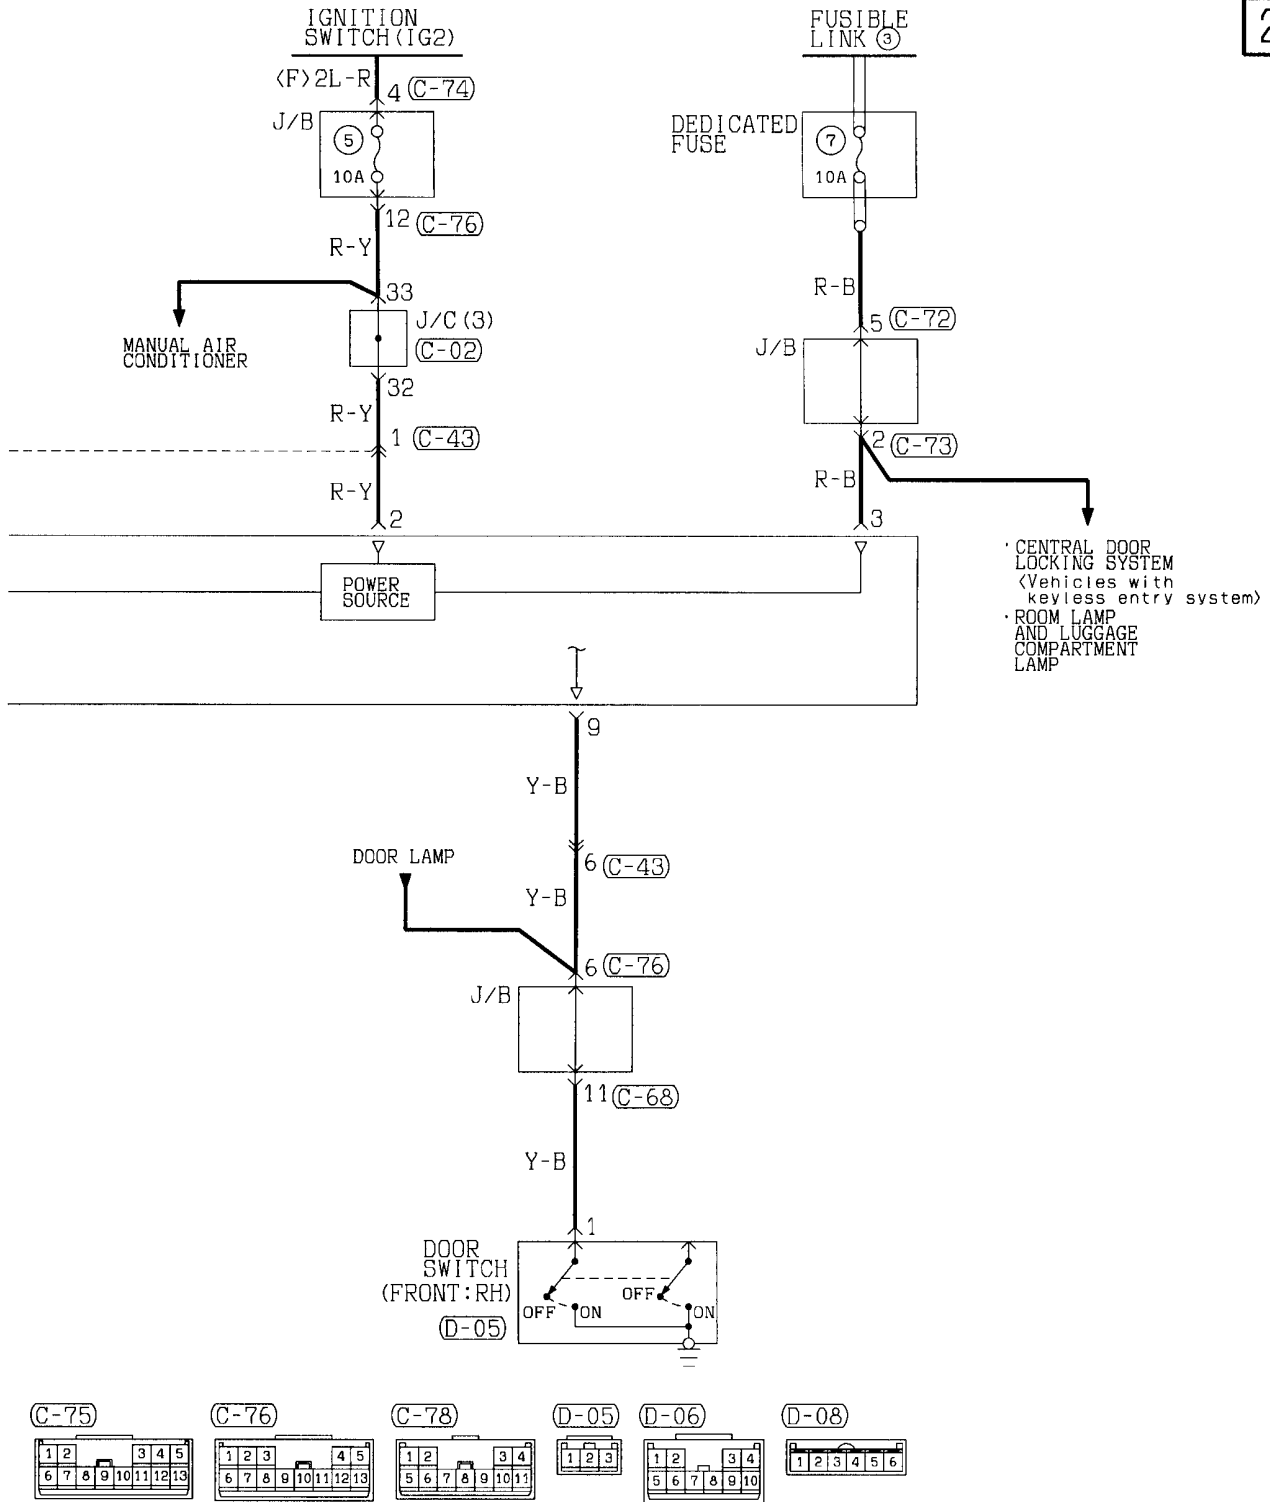 IGNITION
SWITCH(IG2)
FUSIBLE
LINK ③
2
<F>2L-R
4 (C-74)
J/B
⑤
10A
DEDICATED
FUSE
⑦
10A
12 (C-76)
R-Y
33
J/C(3)
(C-02)
MANUAL AIR
CONDITIONER
R-B
5 (C-72)
J/B
32
R-Y
1 (C-43)
2 (C-73)
R-Y
R-B
2
3
POWER
SOURCE
· CENTRAL DOOR
LOCKING SYSTEM
<Vehicles with
keyless entry system>
· ROOM LAMP
AND LUGGAGE
COMPARTMENT
LAMP
9
Y-B
DOOR LAMP
6 (C-43)
Y-B
6 (C-76)
J/B
11 (C-68)
Y-B
1
DOOR
SWITCH
(FRONT:RH)
(D-05)
OFF ON
OFF ON
(C-75) (C-76) (C-78) (D-05) (D-06) (D-08)
1 2 3 4 5
6 7 8 9 10 11 12 13
1 2 3 4 5
6 7 8 9 10 11 12 13
1 2 3 4
5 6 7 8 9 10 11
1 2 3
1 2 3 4
5 6 7 8 9 10
1 2 3 4 5 6